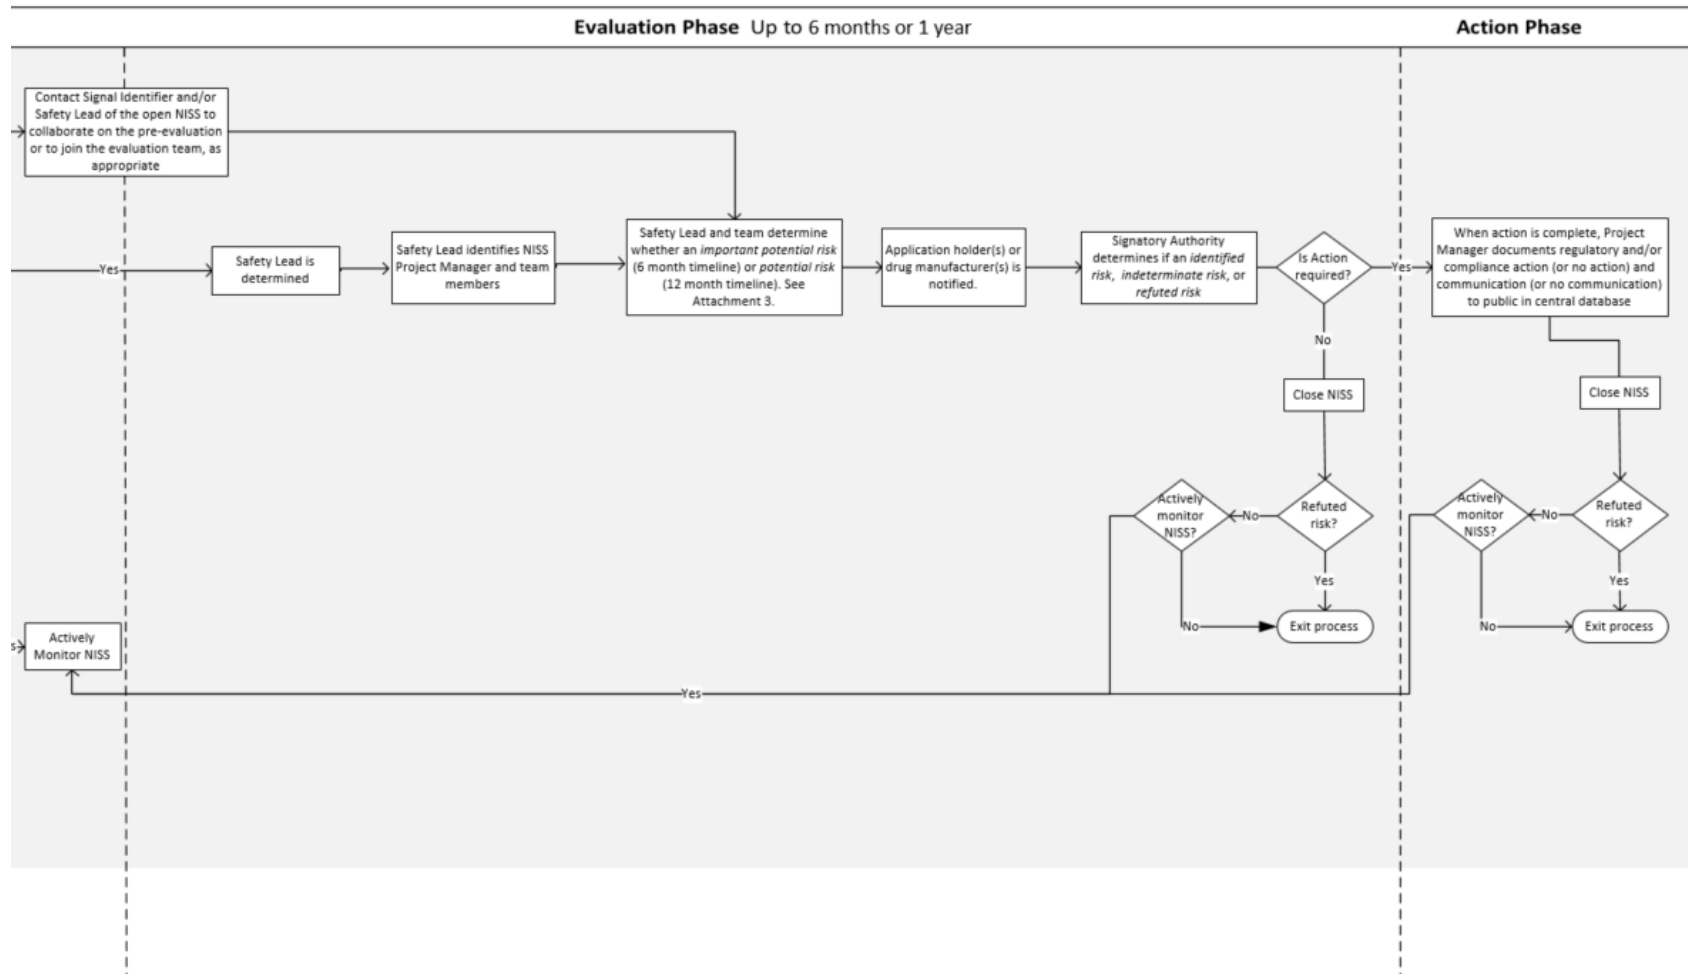 Evaluation Phase Up to 6 months or 1 year
Action Phase
Contact Signal Identifier and/or
Safety Lead of the open NISS to
collaborate on the pre-evaluation
or to join the evaluation team, as
appropriate
Yes
Safety Lead is
determined
Safety Lead identifies NISS
Project Manager and team
members
Safety Lead and team determine
whether an important potential risk
(6 month timeline) or potential risk
(12 month timeline). See
Attachment 3.
Application holder(s) or
drug manufacturer(s) is
notified.
Signatory Authority
determines if an identified
risk, indeterminate risk, or
refuted risk
Is Action
required?
Yes
When action is complete, Project
Manager documents regulatory and/or
compliance action (or no action) and
communication (or no communication)
to public in central database
No
Close NISS
Close NISS
Actively
monitor
NISS?
No
Refuted
risk?
Actively
monitor
NISS?
No
Refuted
risk?
Yes
Yes
No
Exit process
No
Exit process
s
Actively
Monitor NISS
Yes